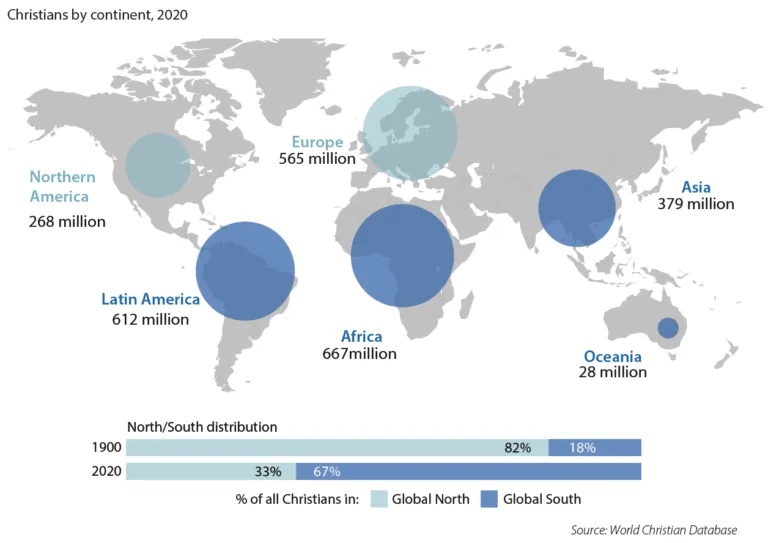 Christians by continent, 2020
Europe
565 million
Northern
America
268 million
Asia
379 million
Latin America
612 million
Africa
667million
Oceania
28 million
North/South distribution
1900 82% 18%
2020 33% 67%
% of all Christians in: Global North Global South
Source: World Christian Database